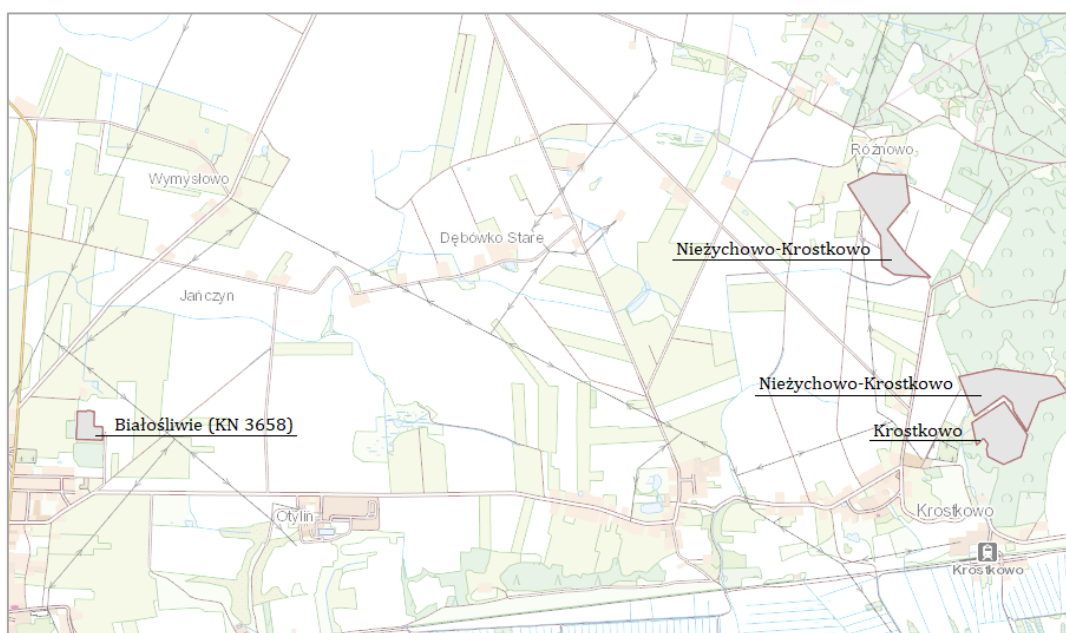 Różnowo
Wymysłowo
Dębówko Stare
Nieżychowo-Krostkowo
Jańczyn
Nieżychowo-Krostkowo
Białośliwie (KN 3658)
Krostkowo
Otylin
Krostkowo
Krostkowo